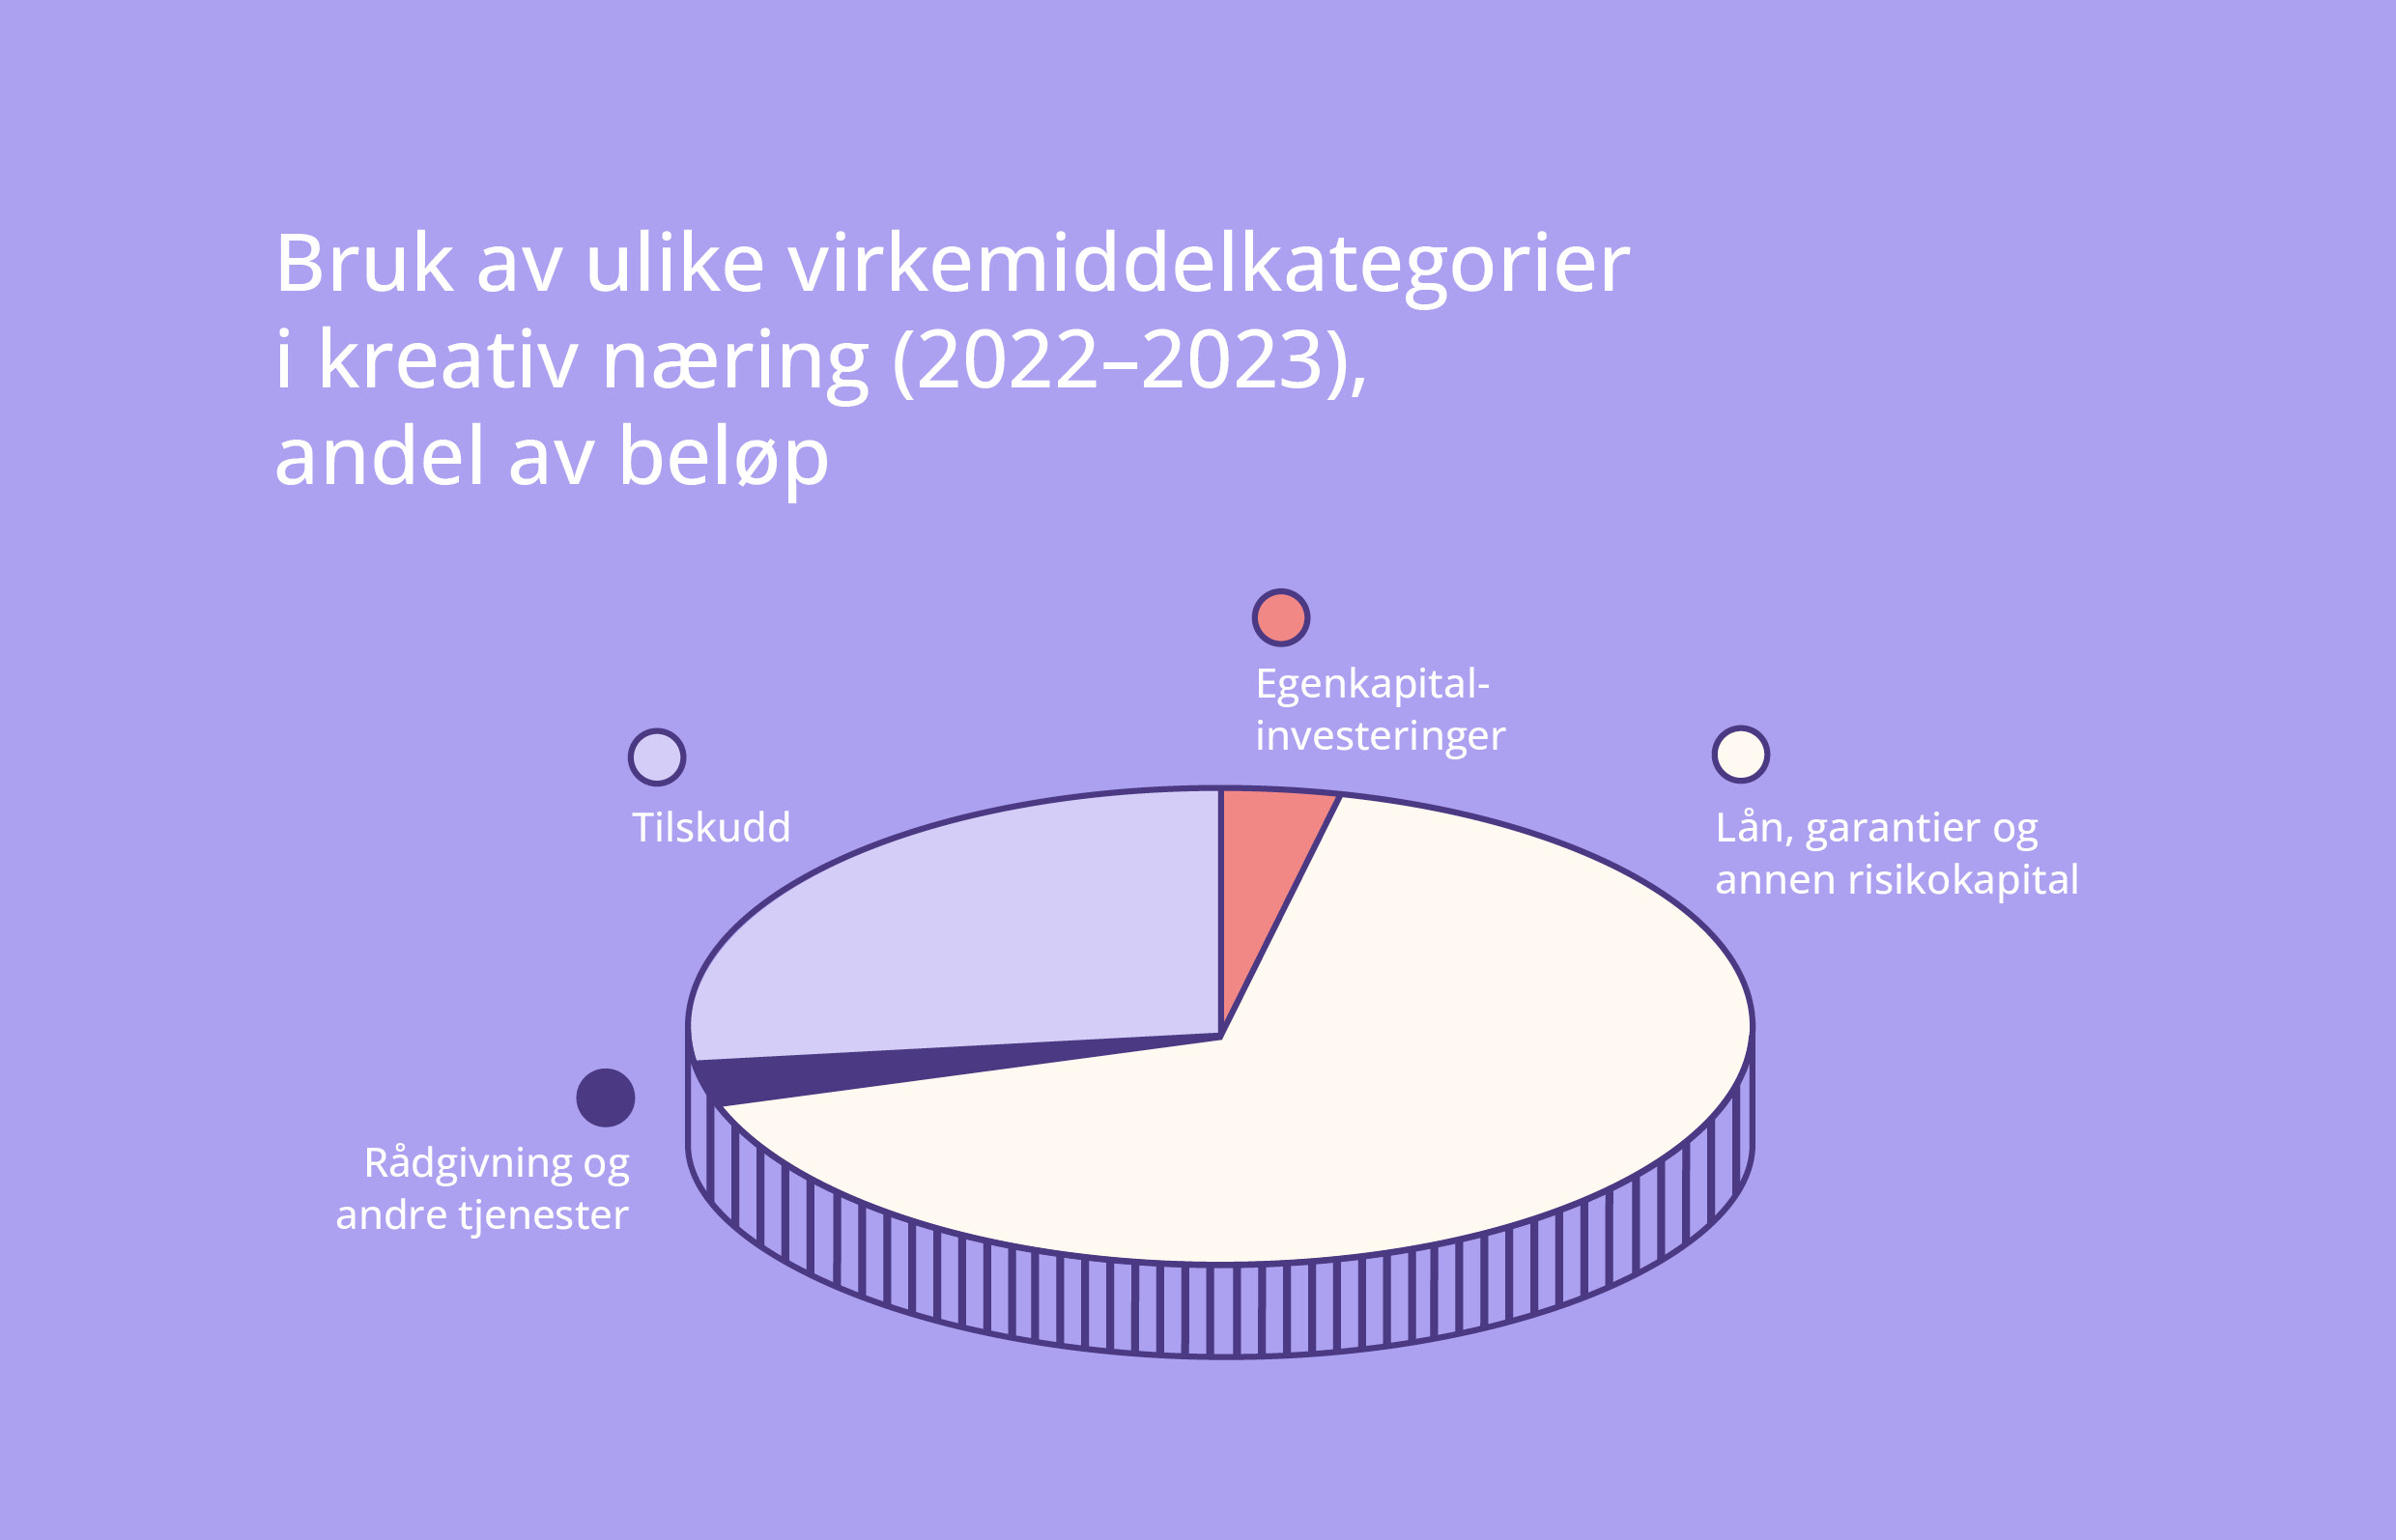 Bruk av ulike virkemiddelkategorier
i kreativ næring (2022–2023),
andel av beløp
Egenkapital-
investeringer
Tilskudd
Lån, garantier og
annen risikokapital
Rådgivning og
andre tjenester